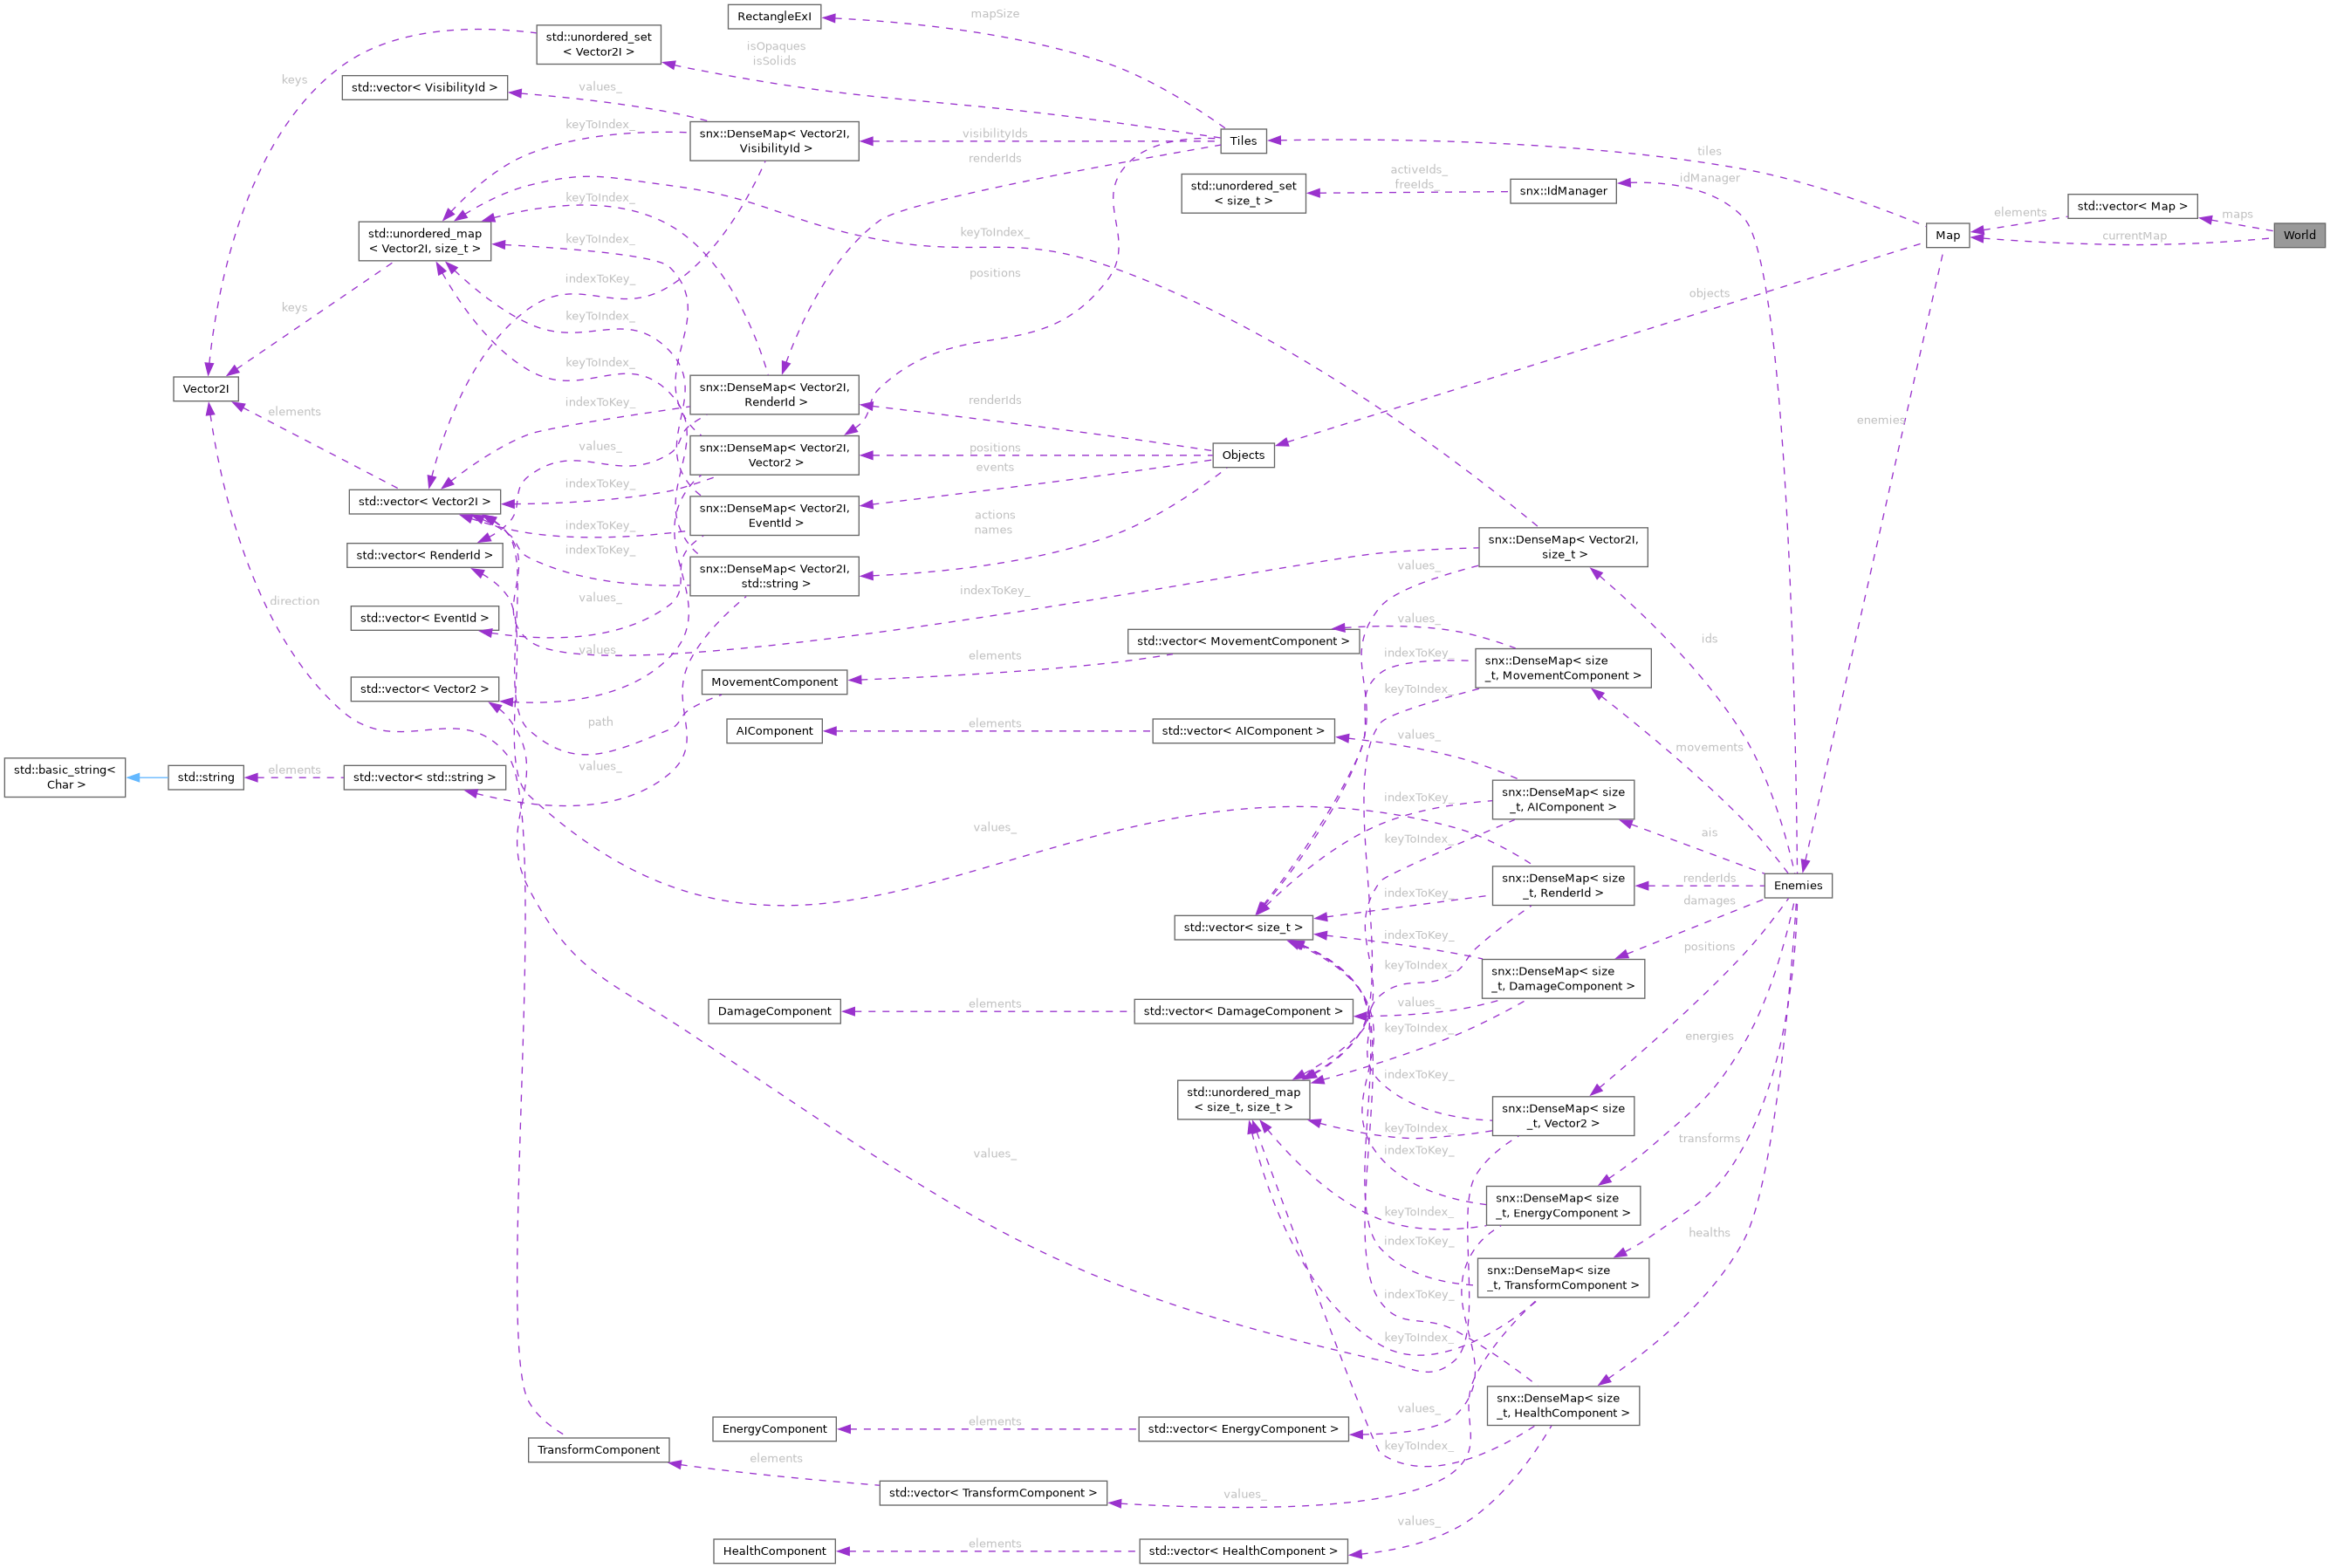 RectangleExI
mapSize
std::unordered_set
< Vector2I >
isOpaques
isSolids
keys
std::vector< VisibilityId >
values_
keyToIndex_
snx::DenseMap< Vector2I,
VisibilityId >
visibilityIds
Tiles
tiles
renderIds
activeIds_
freeIds_
std::unordered_set
< size_t >
snx::IdManager
idManager
std::vector< Map >
elements
maps
World
currentMap
Map
keyToIndex_
std::unordered_map
< Vector2I, size_t >
keyToIndex_
keyToIndex_
positions
indexToKey_
objects
keys
keyToIndex_
keyToIndex_
Vector2I
snx::DenseMap< Vector2I,
RenderId >
renderIds
elements
indexToKey_
enemies
values_
snx::DenseMap< Vector2I,
Vector2 >
positions
Objects
events
indexToKey_
std::vector< Vector2I >
snx::DenseMap< Vector2I,
EventId >
actions
names
indexToKey_
indexToKey_
std::vector< RenderId >
snx::DenseMap< Vector2I,
std::string >
snx::DenseMap< Vector2I,
size_t >
values_
indexToKey_
direction
values_
std::vector< EventId >
values_
std::vector< MovementComponent >
values_
ids
elements
indexToKey_
snx::DenseMap< size
_t, MovementComponent >
std::vector< Vector2 >
MovementComponent
keyToIndex_
path
AIComponent
elements
std::vector< AIComponent >
values_
movements
std::basic_string<
Char >
std::string
elements
std::vector< std::string >
values_
indexToKey_
snx::DenseMap< size
_t, AIComponent >
values_
keyToIndex_
ais
snx::DenseMap< size
_t, RenderId >
renderIds
Enemies
indexToKey_
damages
std::vector< size_t >
indexToKey_
positions
keyToIndex_
snx::DenseMap< size
_t, DamageComponent >
DamageComponent
elements
std::vector< DamageComponent >
values_
keyToIndex_
energies
std::unordered_map
< size_t, size_t >
indexToKey_
snx::DenseMap< size
_t, Vector2 >
keyToIndex_
values_
indexToKey_
transforms
snx::DenseMap< size
_t, EnergyComponent >
keyToIndex_
indexToKey_
healths
snx::DenseMap< size
_t, TransformComponent >
indexToKey_
keyToIndex_
snx::DenseMap< size
_t, HealthComponent >
values_
EnergyComponent
elements
std::vector< EnergyComponent >
TransformComponent
elements
keyToIndex_
std::vector< TransformComponent >
values_
values_
HealthComponent
elements
std::vector< HealthComponent >